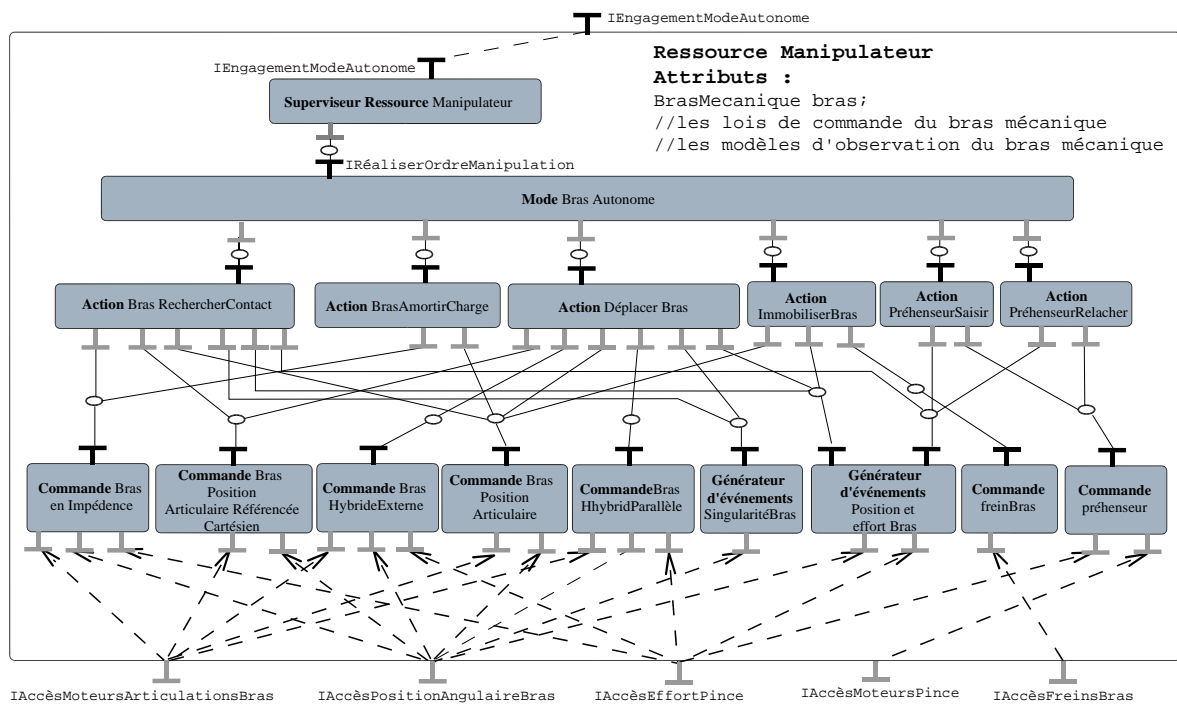 IEngagementModeAutonome
Ressource Manipulateur
Attributs :
BrasMecanique bras;
//les lois de commande du bras mécanique
//les modèles d'observation du bras mécanique
IEngagementModeAutonome
Superviseur Ressource Manipulateur
IRéaliserOrdreManipulation
Mode Bras Autonome
Action Bras RechercherContact
Action BrasAmortirCharge
Action Déplacer Bras
Action
ImmobiliserBras
Action
PréhenseurSaisir
Action
PréhenseurRelacher
Commande Bras
en Impédence
Commande Bras
Position
Articulaire Référencée
Cartésien
Commande Bras
HybrideExterne
Commande Bras
Position
Articulaire
CommandeBras
HhybridParallèle
Générateur
d'événements
SingularitéBras
Générateur
d'événements
Position et
effort Bras
Commande
freinBras
Commande
préhenseur
IAccèsMoteursArticulationsBras
IAccèsPositionAngulaireBras
IAccèsEffortPince
IAccèsMoteursPince
IAccèsFreinsBras